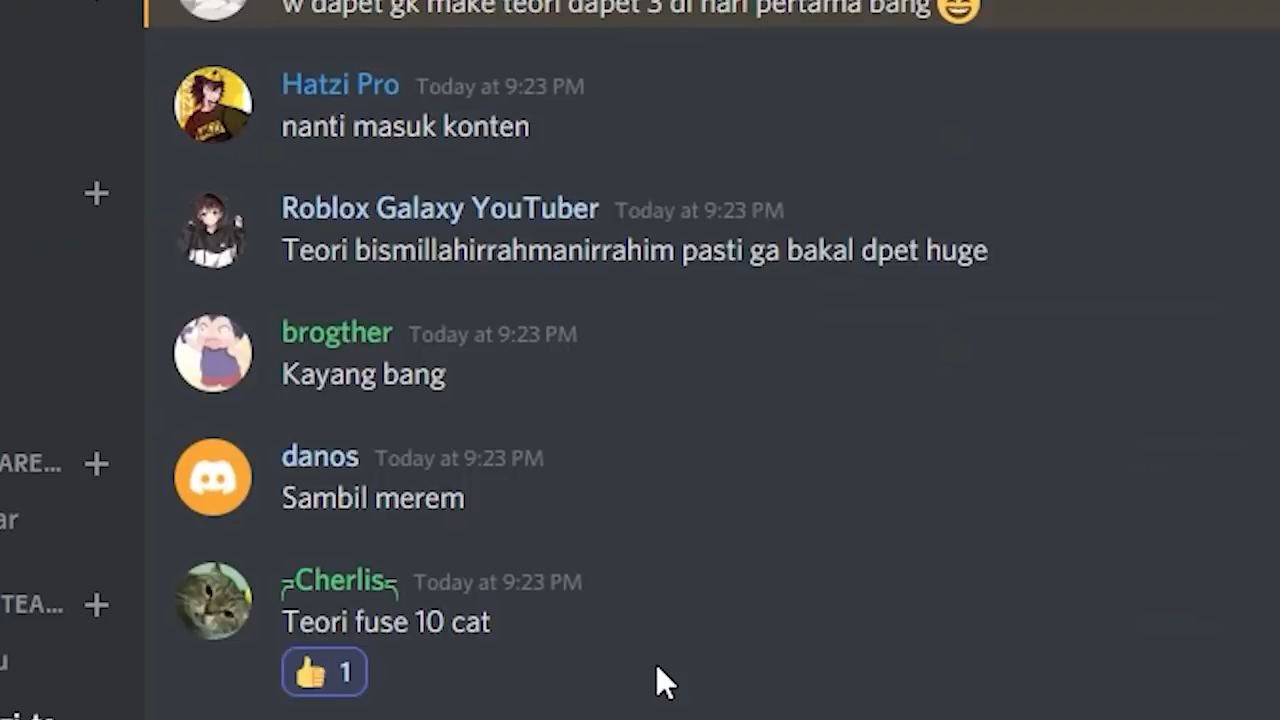 w dapet gk make teori dapet 3 di hari pertama bang 😄
Hatzi Pro Today at 9:23 PM
nanti masuk konten
Roblox Galaxy YouTuber Today at 9:23 PM
Teori bismillahirrahmanirrahim pasti ga bakal dpet huge
brogther Today at 9:23 PM
Kayang bang
danos Today at 9:23 PM
Sambil merem
ARE...
ar
╭Cherlis╮ Today at 9:23 PM
TEA...
Teori fuse 10 cat
👍 1